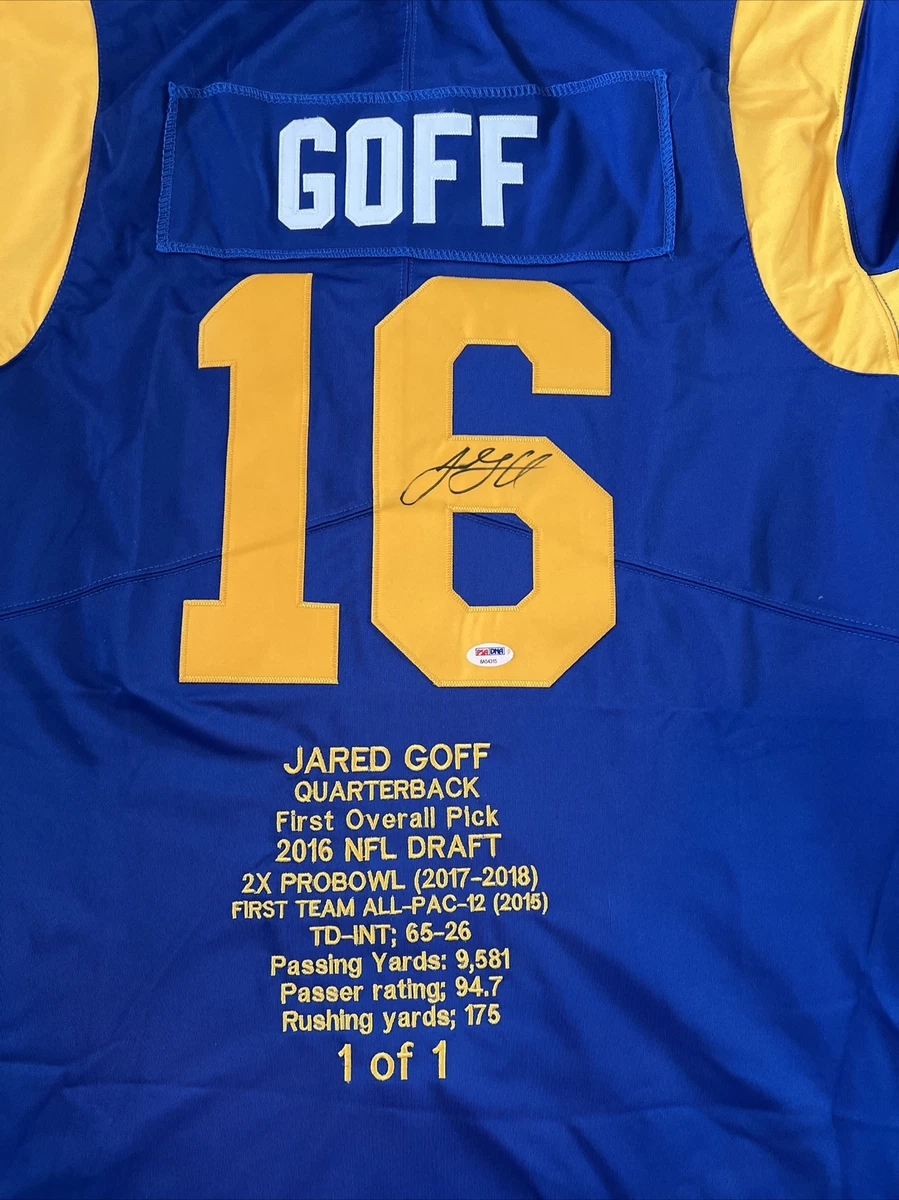 GOFF
16
PSA DNA
JARED GOFF
QUARTERBACK
First Overall Pick
2016 NFL DRAFT
2X PROBOWL (2017-2018)
FIRST TEAM ALL-PAC-12 (2015)
TD-INT; 65-26
Passing Yards: 9,581
Passer rating; 94.7
Rushing yards; 175
1 of 1